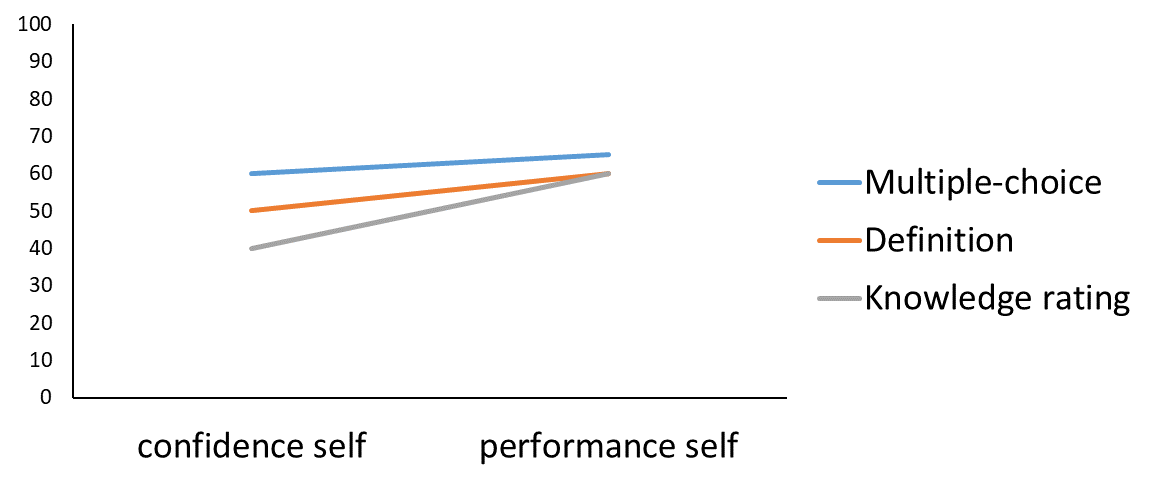 100
90
80
70
60
50
40
30
20
10
0
confidence self
performance self
Multiple-choice
Definition
Knowledge rating